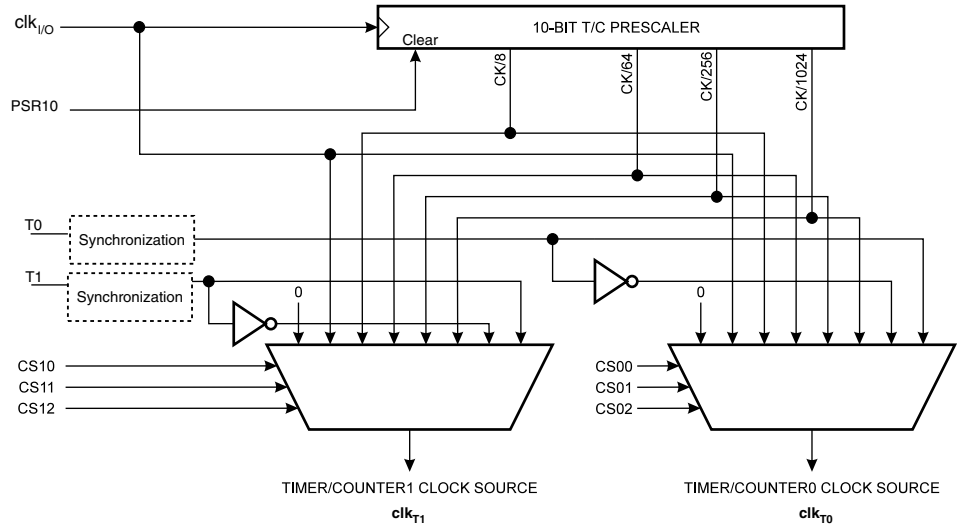 clkI/O
10-BIT T/C PRESCALER
Clear
CK/8
CK/64
CK/256
CK/1024
PSR10
T0
Synchronization
T1
Synchronization
0
0
CS10
CS11
CS12
CS00
CS01
CS02
TIMER/COUNTER1 CLOCK SOURCE
clkT1
TIMER/COUNTER0 CLOCK SOURCE
clkT0